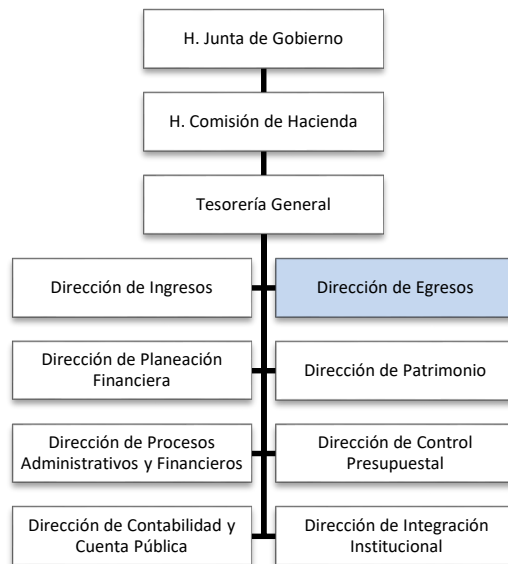 H. Junta de Gobierno
H. Comisión de Hacienda
Tesorería General
Dirección de Ingresos
Dirección de Egresos
Dirección de Planeación
Financiera
Dirección de Patrimonio
Dirección de Procesos
Administrativos y Financieros
Dirección de Control
Presupuestal
Dirección de Contabilidad y
Cuenta Pública
Dirección de Integración
Institucional